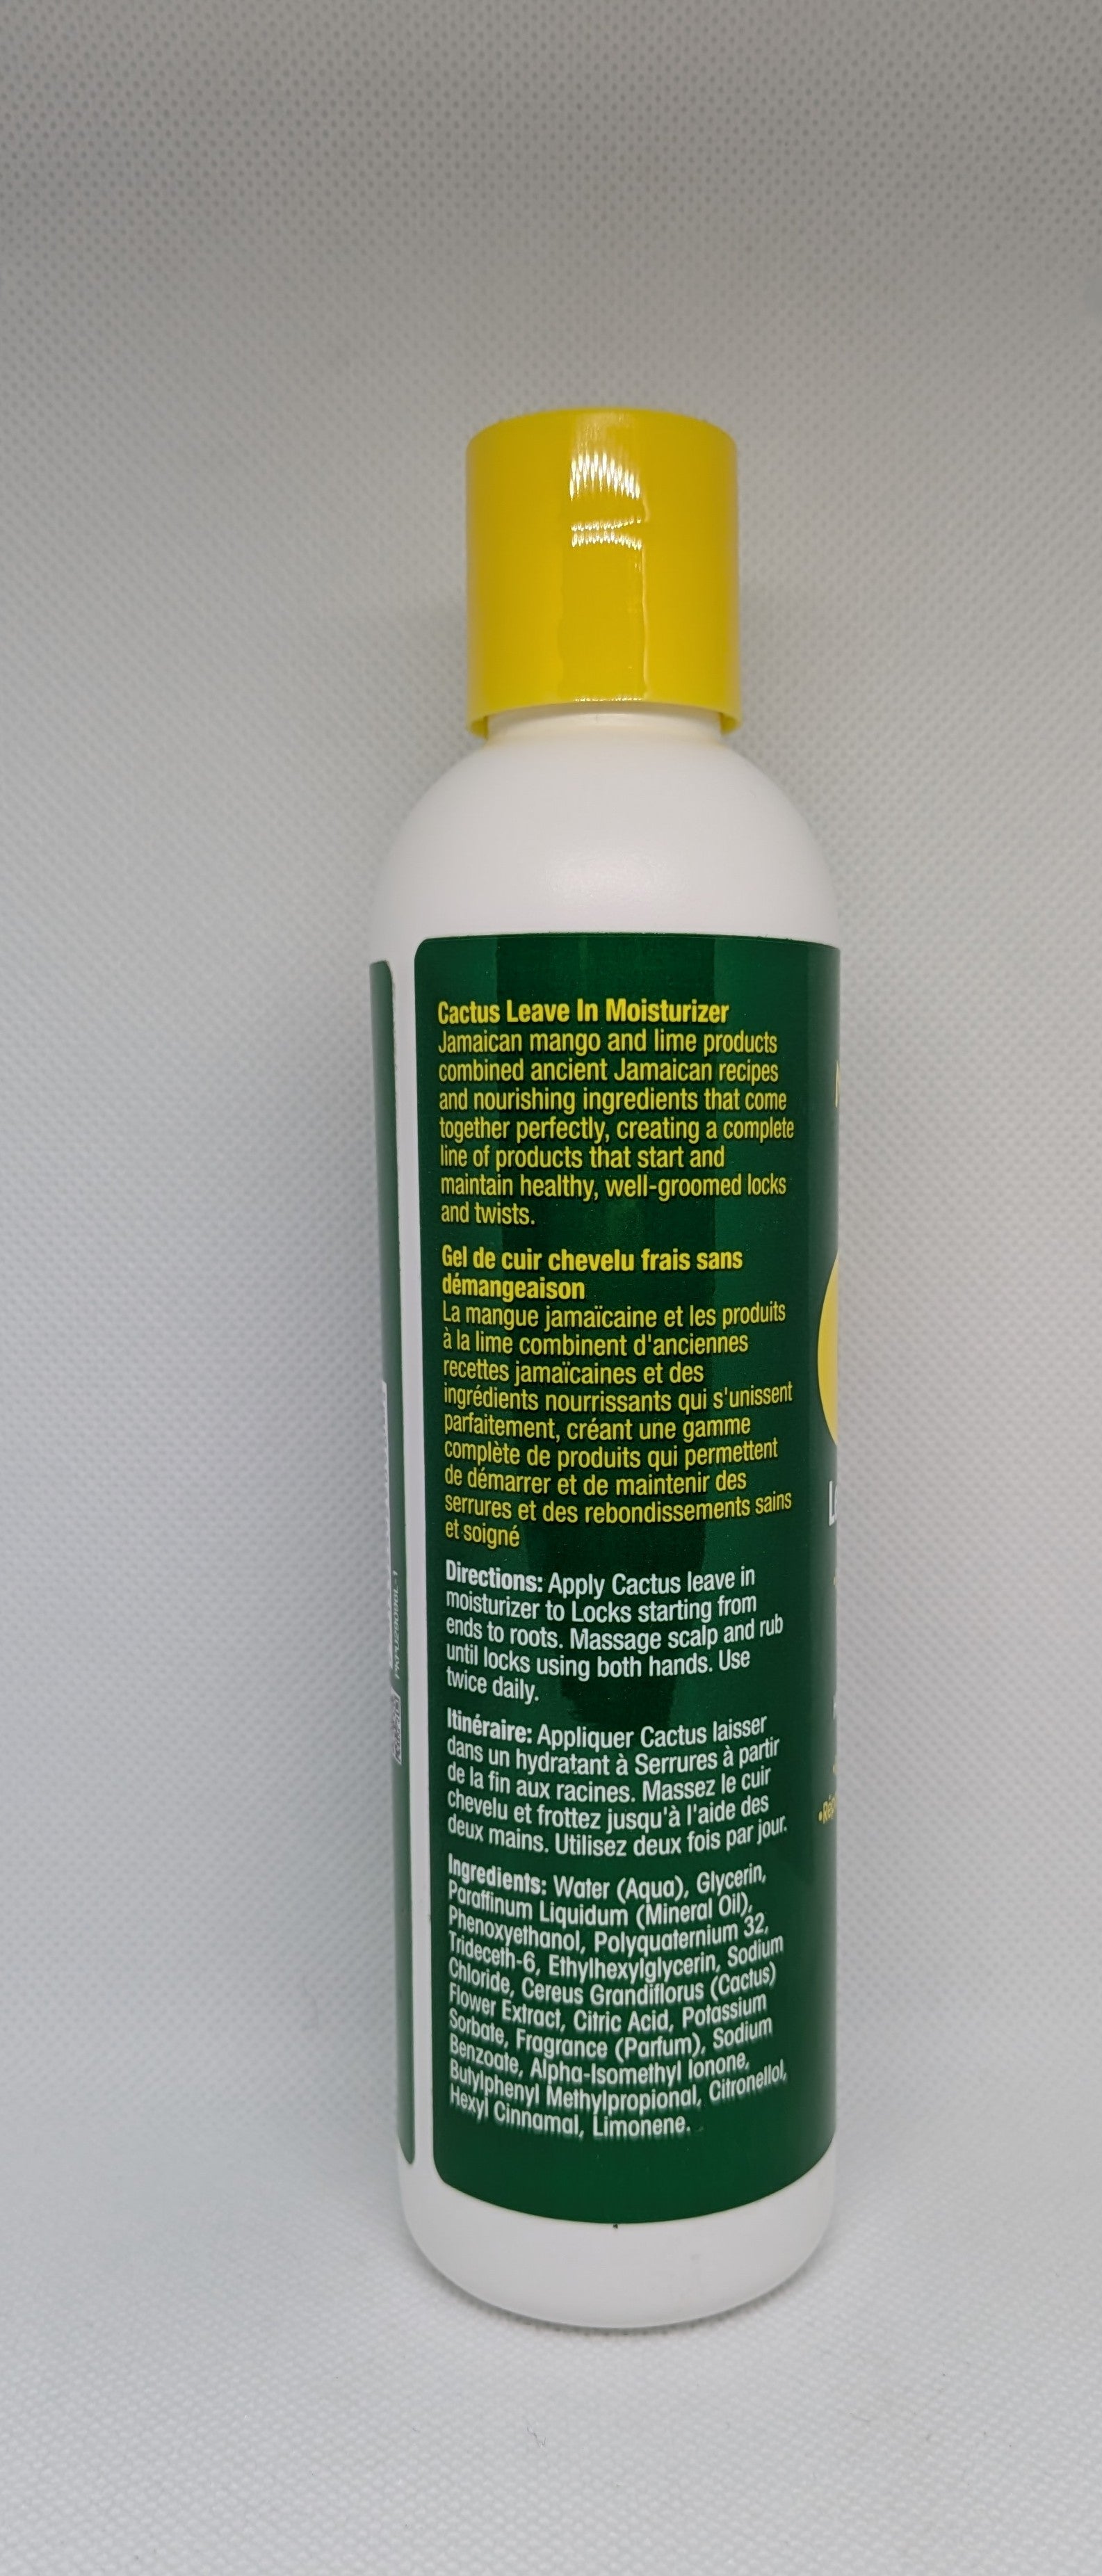 Cactus Leave In Moisturizer
Jamaican mango and lime products
combined ancient Jamaican recipes
and nourishing ingredients that come
together perfectly, creating a complete
line of products that start and
maintain healthy, well-groomed locks
and twists.
Gel de cuir chevelu frais sans
démangeaison
La mangue jamaïcaine et les produits
à la lime combinent d'anciennes
recettes jamaïcaines et des
ingrédients nourrissants qui s'unissent
parfaitement, créant une gamme
complète de produits qui permettent
de démarrer et de maintenir des
serrures et des rebondissements sains
et soigné
Directions: Apply Cactus leave in
moisturizer to Locks starting from
ends to roots. Massage scalp and rub
until locks using both hands. Use
twice daily.
Itinéraire: Appliquer Cactus laisser
dans un hydratant à Serrures à partir
de la fin aux racines. Massez le cuir
chevelu et frottez jusqu'à l'aide des
deux mains. Utilisez deux fois par jour.
Ingredients: Water (Aqua), Glycerin,
Paraffinum Liquidum (Mineral Oil),
Phenoxyethanol, Polyquaternium 32,
Trideceth-6, Ethylhexylglycerin, Sodium
Chloride, Cereus Grandiflorus (Cactus)
Flower Extract, Citric Acid, Potassium
Sorbate, Fragrance (Parfum), Sodium
Benzoate, Alpha-Isomethyl Ionone,
Butylphenyl Methylpropional, Citronellol,
Hexyl Cinnamal, Limonene.